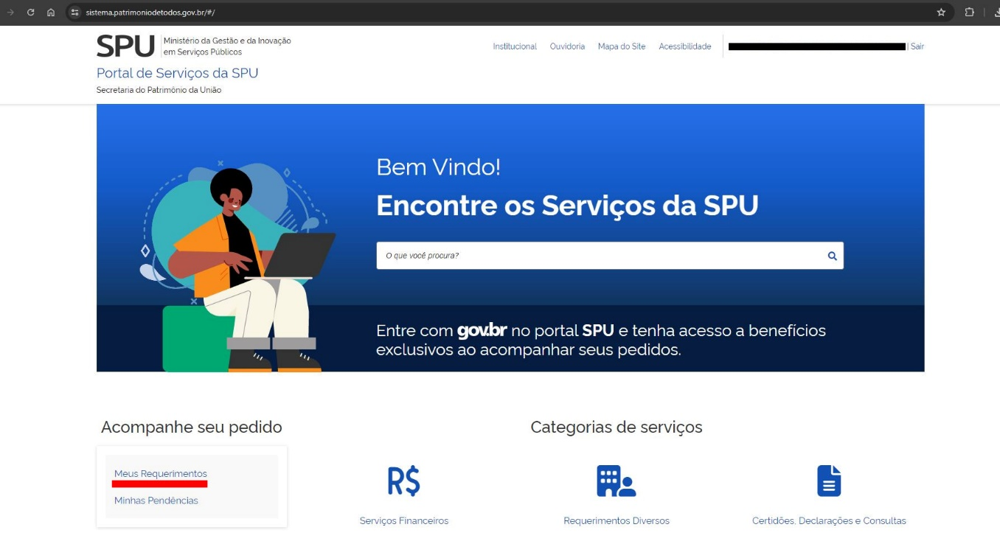 sistema.patrimoniodetodos.gov.br/#/
SPU
Ministério da Gestão e da Inovação
em Serviços Públicos
Institucional Ouvidoria Mapa do Site Acessibilidade | Sair
Portal de Serviços da SPU
Secretaria do Patrimônio da União
Bem Vindo!
Encontre os Serviços da SPU
O que você procura?
Entre com gov.br no portal SPU e tenha acesso a benefícios
exclusivos ao acompanhar seus pedidos.
Acompanhe seu pedido
Meus Requerimentos
Minhas Pendências
Categorias de serviços
R$
Serviços Financeiros
Requerimentos Diversos
Certidões, Declarações e Consultas